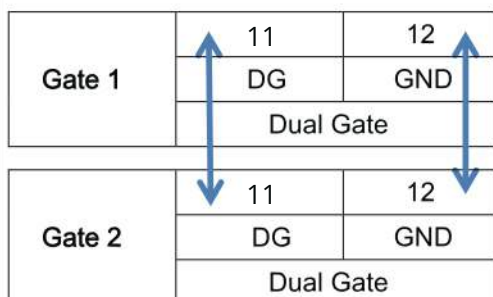 11 12
Gate 1 DG GND
Dual Gate
11 12
Gate 2 DG GND
Dual Gate